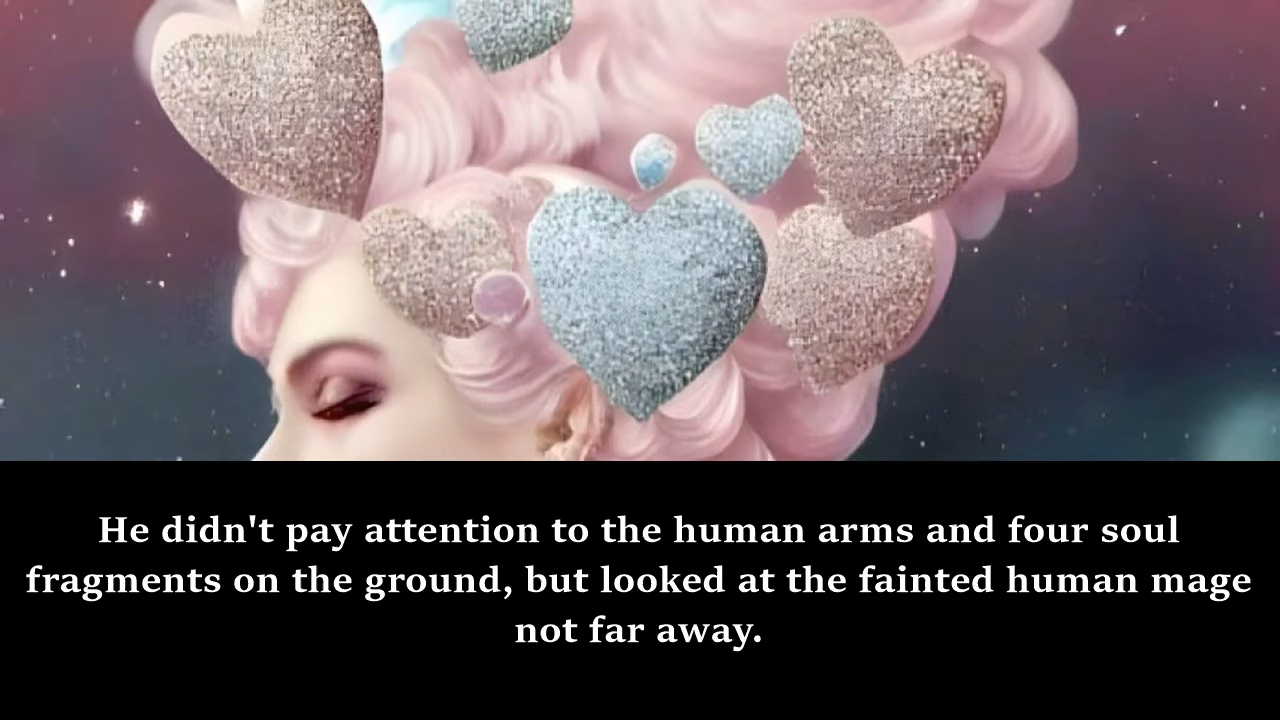 He didn't pay attention to the human arms and four soul
fragments on the ground, but looked at the fainted human mage
not far away.